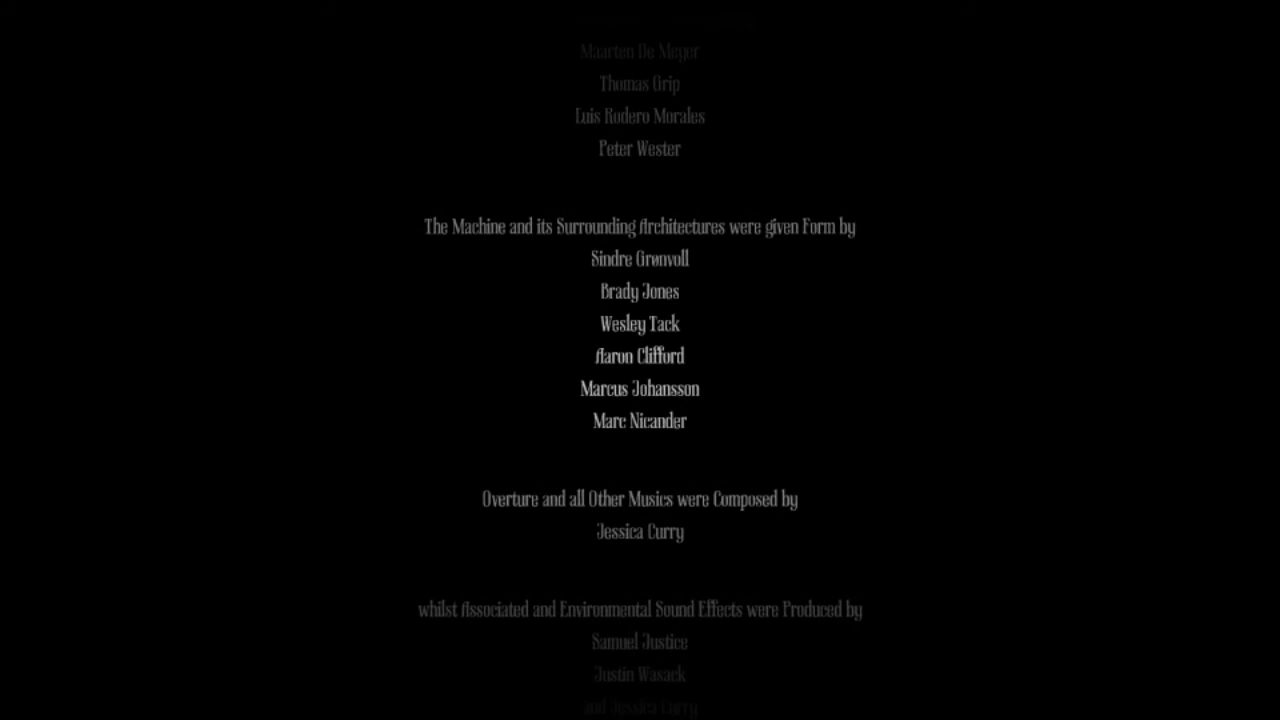 Maarten De Meyer
Thomas Grip
Luis Rodero Morales
Peter Wester
The Machine and its Surrounding Architectures were given Form by
Sindre Grønvoll
Brady Jones
Wesley Tack
Aaron Clifford
Marcus Johansson
Marc Nicander
Overture and all Other Musics were Composed by
Jessica Curry
whilst Associated and Environmental Sound Effects were Produced by
Samuel Justice
Justin Wasack
and Jessica Curry